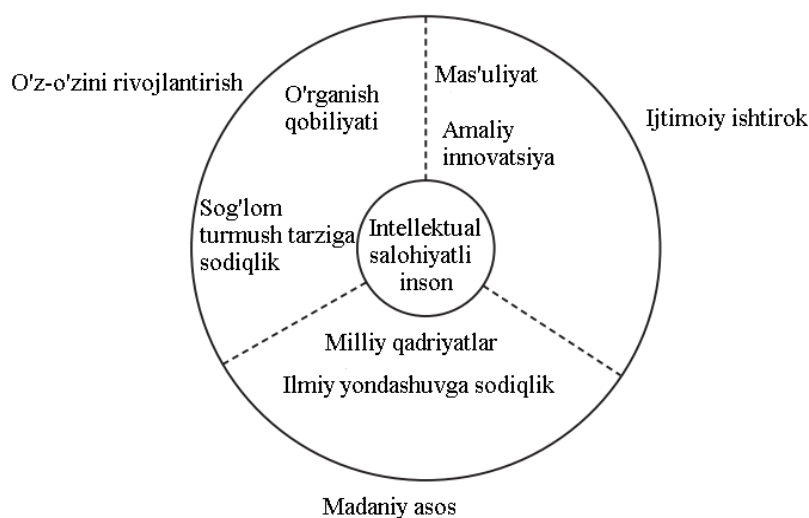 O'z-o'zini rivojlantirish
O'rganish
qobiliyati
Sog'lom
turmush tarziga
sodiqlik
Mas'uliyat
Amaliy
innovatsiya
Ijtimoiy ishtirok
Intellektual
salohiyatli
inson
Milliy qadriyatlar
Ilmiy yondashuvga sodiqlik
Madaniy asos